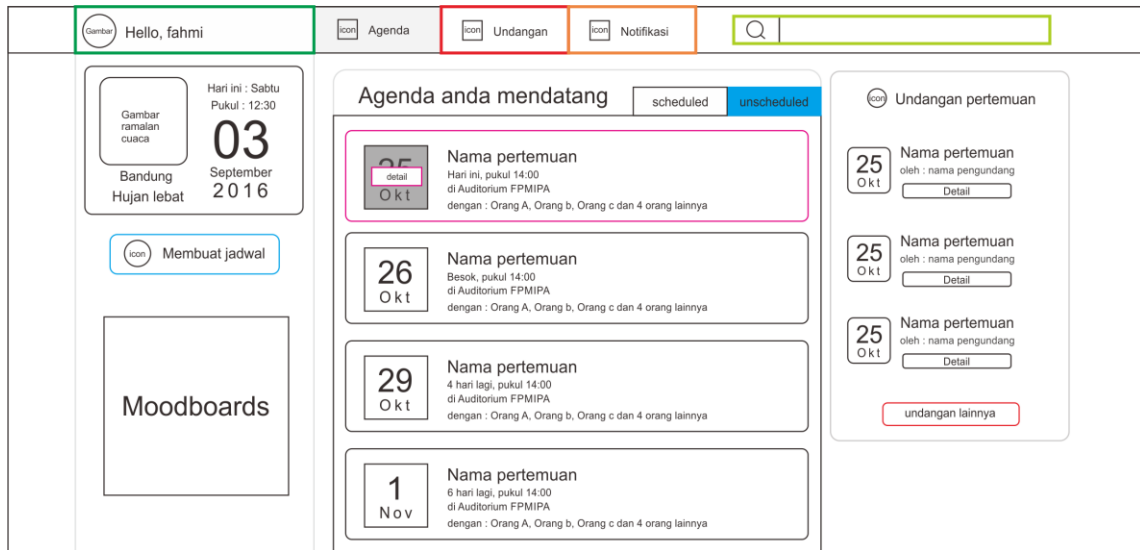 Gambar
Hello, fahmi
icon
Agenda
icon
Undangan
icon
Notifikasi
Gambar
ramalan
cuaca
Bandung
Hujan lebat
Hari ini : Sabtu
Pukul : 12:30
03
September
2016
icon
Membuat jadwal
Moodboards
Agenda anda mendatang
scheduled
unscheduled
25
detail
Okt
Nama pertemuan
Hari ini, pukul 14:00
di Auditorium FPMIPA
dengan : Orang A, Orang b, Orang c dan 4 orang lainnya
26
Okt
Nama pertemuan
Besok, pukul 14:00
di Auditorium FPMIPA
dengan : Orang A, Orang b, Orang c dan 4 orang lainnya
29
Okt
Nama pertemuan
4 hari lagi, pukul 14:00
di Auditorium FPMIPA
dengan : Orang A, Orang b, Orang c dan 4 orang lainnya
1
Nov
Nama pertemuan
6 hari lagi, pukul 14:00
di Auditorium FPMIPA
dengan : Orang A, Orang b, Orang c dan 4 orang lainnya
icon
Undangan pertemuan
25
Okt
Nama pertemuan
oleh : nama pengundang
Detail
25
Okt
Nama pertemuan
oleh : nama pengundang
Detail
25
Okt
Nama pertemuan
oleh : nama pengundang
Detail
undangan lainnya